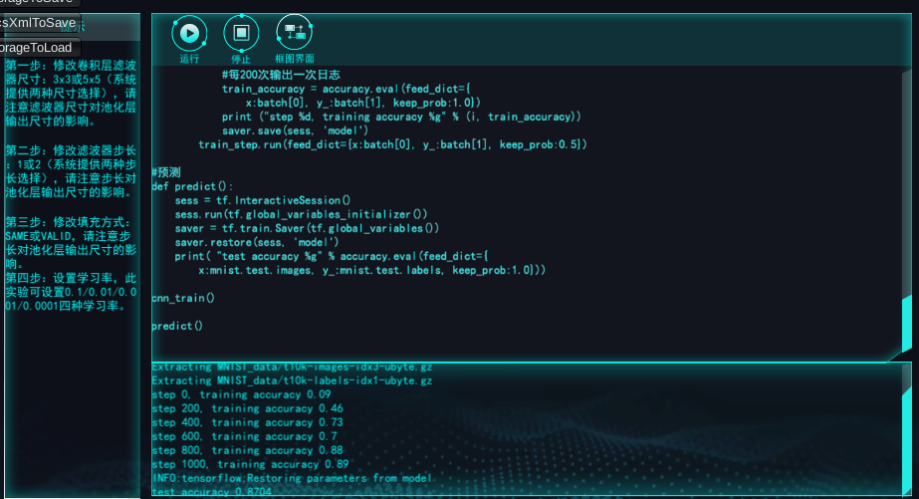 orageToSave
csXmlToSave
提示
orageToLoad
第一步：修改卷积层滤波
器尺寸：3x3或5x5（系统
提供两种尺寸选择），请
注意滤波器尺寸对池化层
输出尺寸的影响。
第二步：修改滤波器步长
：1或2（系统提供两种步
长选择），请注意步长对
池化层输出尺寸的影响。
第三步：修改填充方式：
SAME或VALID，请注意步
长对池化层输出尺寸的影
响。
第四步：设置学习率，此
实验可设置0.1/0.01/0.0
01/0.0001四种学习率。
运行
停止
框图界面
#每200次输出一次日志
train_accuracy = accuracy.eval(feed_dict={
x:batch[0], y_:batch[1], keep_prob:1.0})
print ("step %d, training accuracy %g" % (i, train_accuracy))
saver.save(sess, 'model')
train_step.run(feed_dict={x:batch[0], y_:batch[1], keep_prob:0.5})
#预测
def predict():
sess = tf.InteractiveSession()
sess.run(tf.global_variables_initializer())
saver = tf.train.Saver(tf.global_variables())
saver.restore(sess, 'model')
print( "test accuracy %g" % accuracy.eval(feed_dict={
x:mnist.test.images, y_:mnist.test.labels, keep_prob:1.0}))
cnn_train()
predict()
Extracting MNIST_data/t10k-images-idx3-ubyte.gz
Extracting MNIST_data/t10k-labels-idx1-ubyte.gz
step 0, training accuracy 0.09
step 200, training accuracy 0.46
step 400, training accuracy 0.73
step 600, training accuracy 0.7
step 800, training accuracy 0.88
step 1000, training accuracy 0.89
INFO:tensorflow:Restoring parameters from model
test accuracy 0.8704